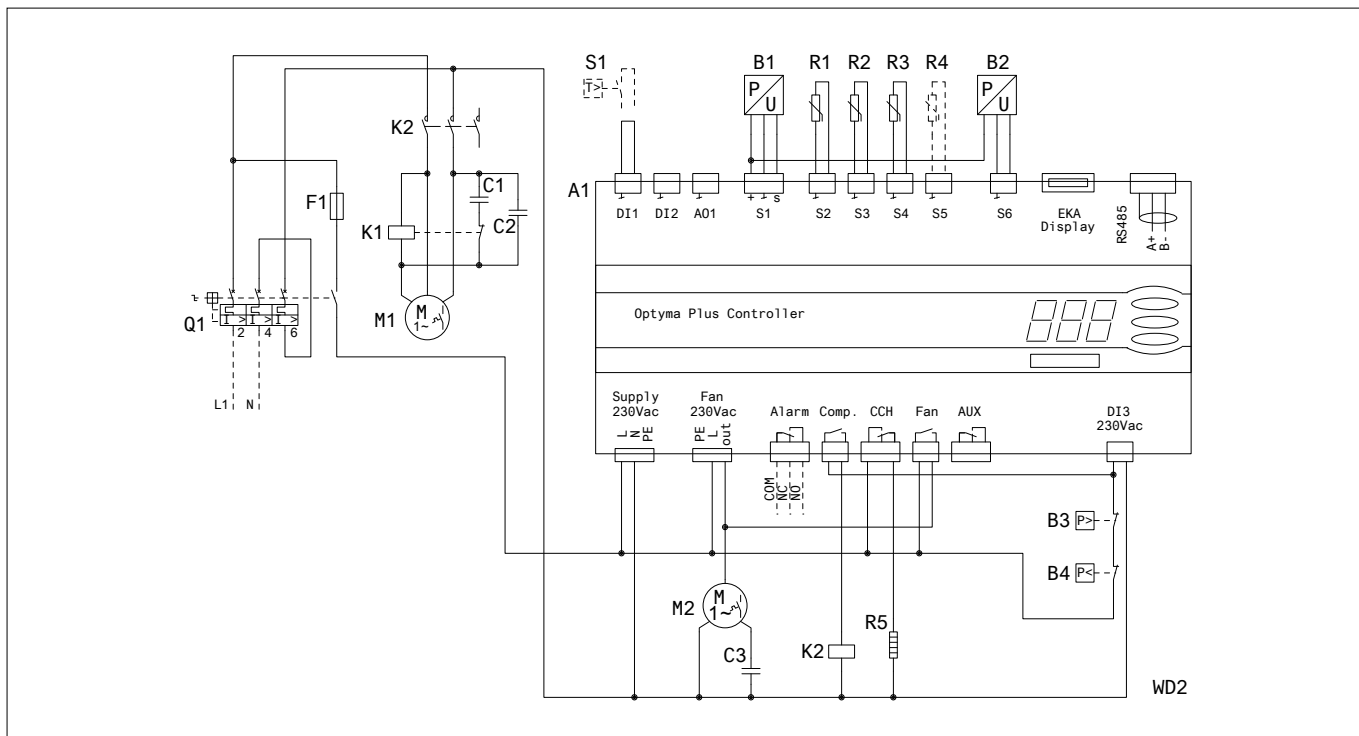 S1
T>
B1
P
U
R1
R2
R3
R4
B2
P
U
K2
A1
DI1
DI2
AO1
+
-
s
S1
S2
S3
S4
S5
S6
EKA
Display
RS485
A+
B-
F1
C1
C2
K1
M1
M
1~
Q1
I >
I >
I >
2
4
6
L1
N
Optyma Plus Controller
Supply
230Vac
L
N
PE
Fan
230Vac
PE
L
out
Alarm
Comp.
CCH
Fan
AUX
DI3
230Vac
COM
NC
NO
B3
P>
B4
P<
M2
M
1~
C3
K2
R5
WD2